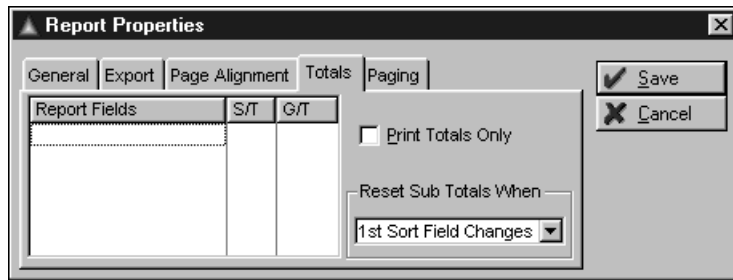 Report Properties
General Export Page Alignment Totals Paging
Report Fields S/T G/T
Print Totals Only
Reset Sub Totals When
1st Sort Field Changes
Save
Cancel